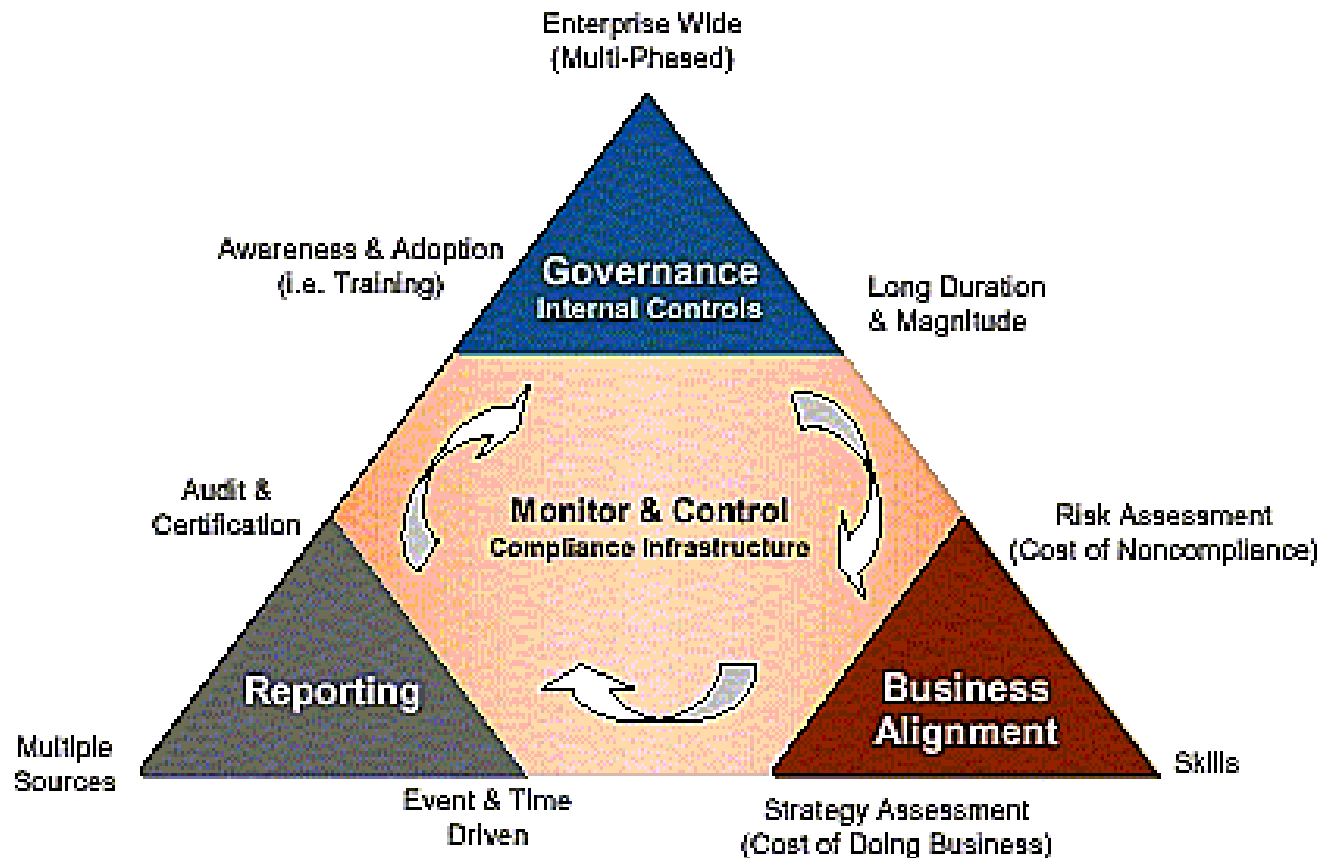 Enterprise Wide
(Multi-Phased)
Awareness & Adoption
(i.e. Training)
Governance
Internal Controls
Long Duration
& Magnitude
Audit &
Certification
Monitor & Control
Compliance Infrastructure
Risk Assessment
(Cost of Noncompliance)
Reporting
Business
Alignment
Multiple
Sources
Skills
Event & Time
Driven
Strategy Assessment
(Cost of Doing Business)